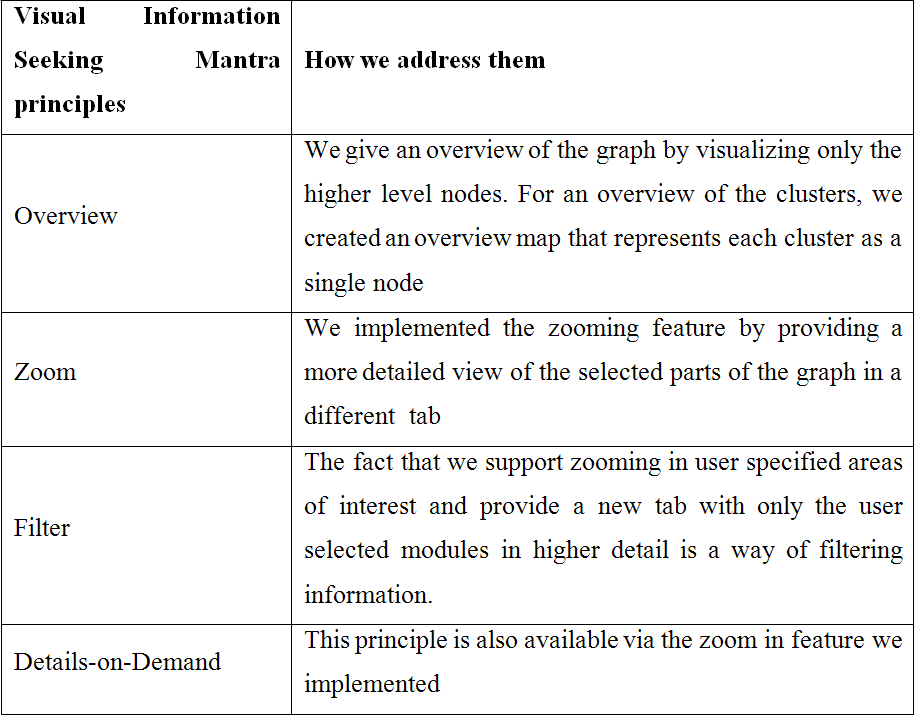 Visual Information
Seeking Mantra
principles
How we address them
Overview
We give an overview of the graph by visualizing only the
higher level nodes. For an overview of the clusters, we
created an overview map that represents each cluster as a
single node
Zoom
We implemented the zooming feature by providing a
more detailed view of the selected parts of the graph in a
different tab
Filter
The fact that we support zooming in user specified areas
of interest and provide a new tab with only the user
selected modules in higher detail is a way of filtering
information.
Details-on-Demand
This principle is also available via the zoom in feature we
implemented